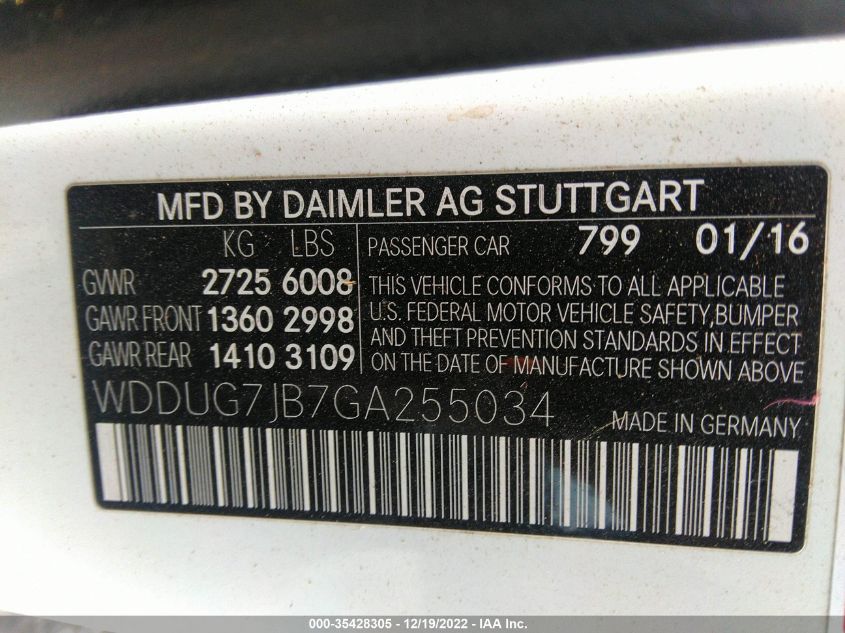 MFD BY DAIMLER AG STUTTGART
KG LBS
GVWR 2725 6008
GAWR FRONT 1360 2998
GAWR REAR 1410 3109
PASSENGER CAR 799 01/16
THIS VEHICLE CONFORMS TO ALL APPLICABLE
U.S. FEDERAL MOTOR VEHICLE SAFETY,BUMPER
AND THEFT PREVENTION STANDARDS IN EFFECT
ON THE DATE OF MANUFACTURE SHOWN ABOVE
WDDUG7JB7GA255034
MADE IN GERMANY
000-35428305 - 12/19/2022 - IAA Inc.